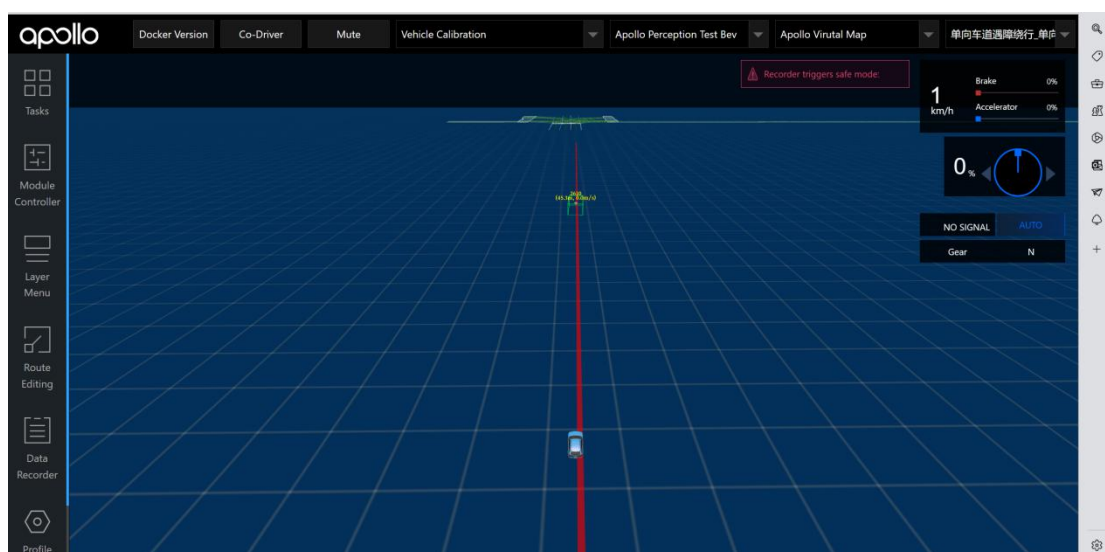 apollo
Docker Version
Co-Driver
Mute
Vehicle Calibration
Apollo Perception Test Bev
Apollo Virutal Map
单向车道遇障绕行_单向
Recorder triggers safe mode:
Tasks
Module
Controller
Layer
Menu
Route
Editing
Data
Recorder
Profile
1
km/h
Brake 0%
Accelerator 0%
0%
NO SIGNAL AUTO
Gear N